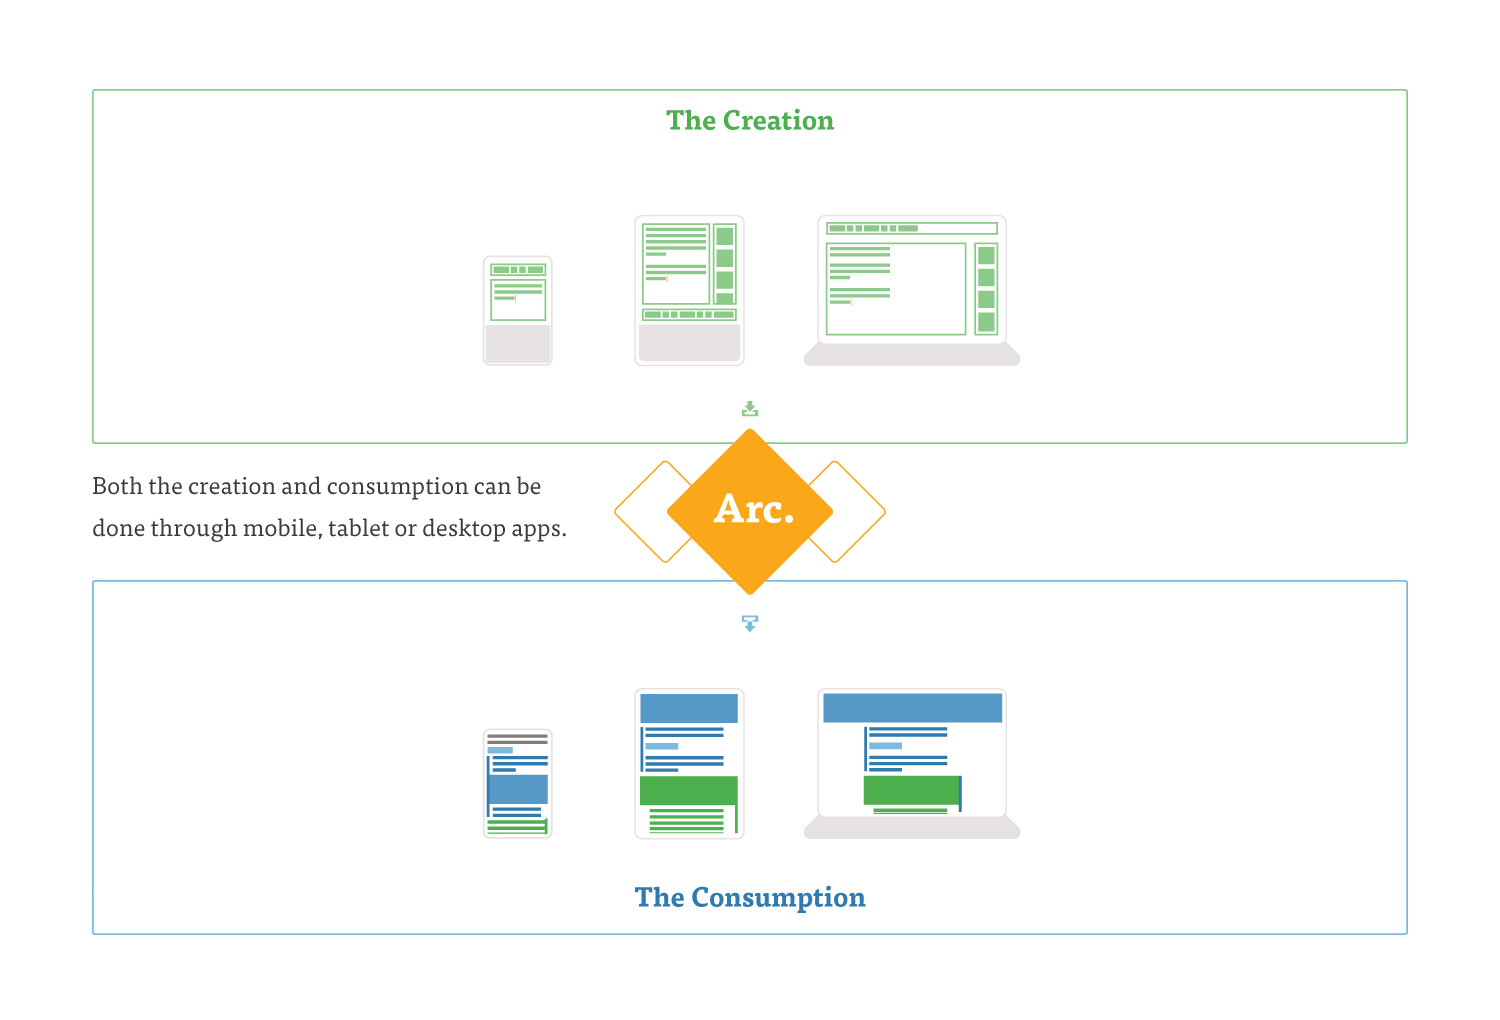 The Creation
Both the creation and consumption can be
done through mobile, tablet or desktop apps.
Arc.
The Consumption